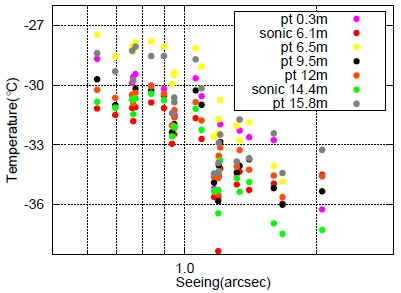 -27
-30
-33
-36
Temperature(°C)
pt 0.3m
sonic 6.1m
pt 6.5m
pt 9.5m
pt 12m
sonic 14.4m
pt 15.8m
1.0
Seeing(arcsec)